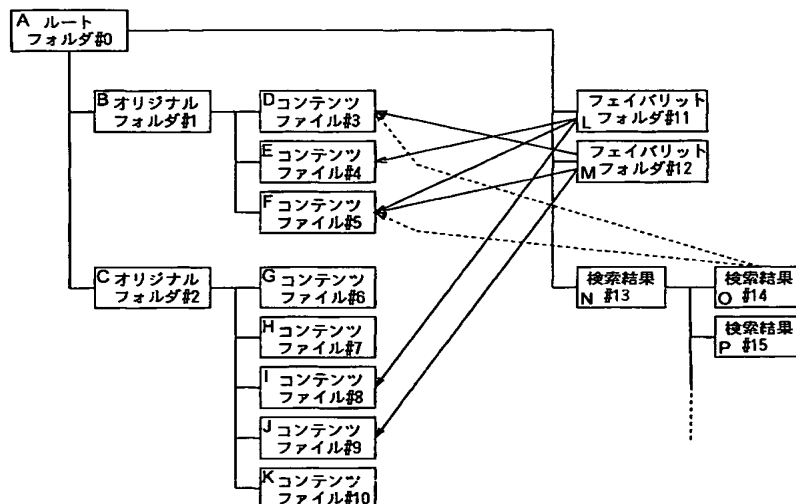 A ルート
フォルダ#0
B オリジナル
フォルダ#1
D コンテンツ
ファイル#3
E コンテンツ
ファイル#4
F コンテンツ
ファイル#5
C オリジナル
フォルダ#2
G コンテンツ
ファイル#6
H コンテンツ
ファイル#7
I コンテンツ
ファイル#8
J コンテンツ
ファイル#9
K コンテンツ
ファイル#10
フェイバリット
L フォルダ#11
フェイバリット
M フォルダ#12
検索結果
N #13
検索結果
O #14
検索結果
P #15